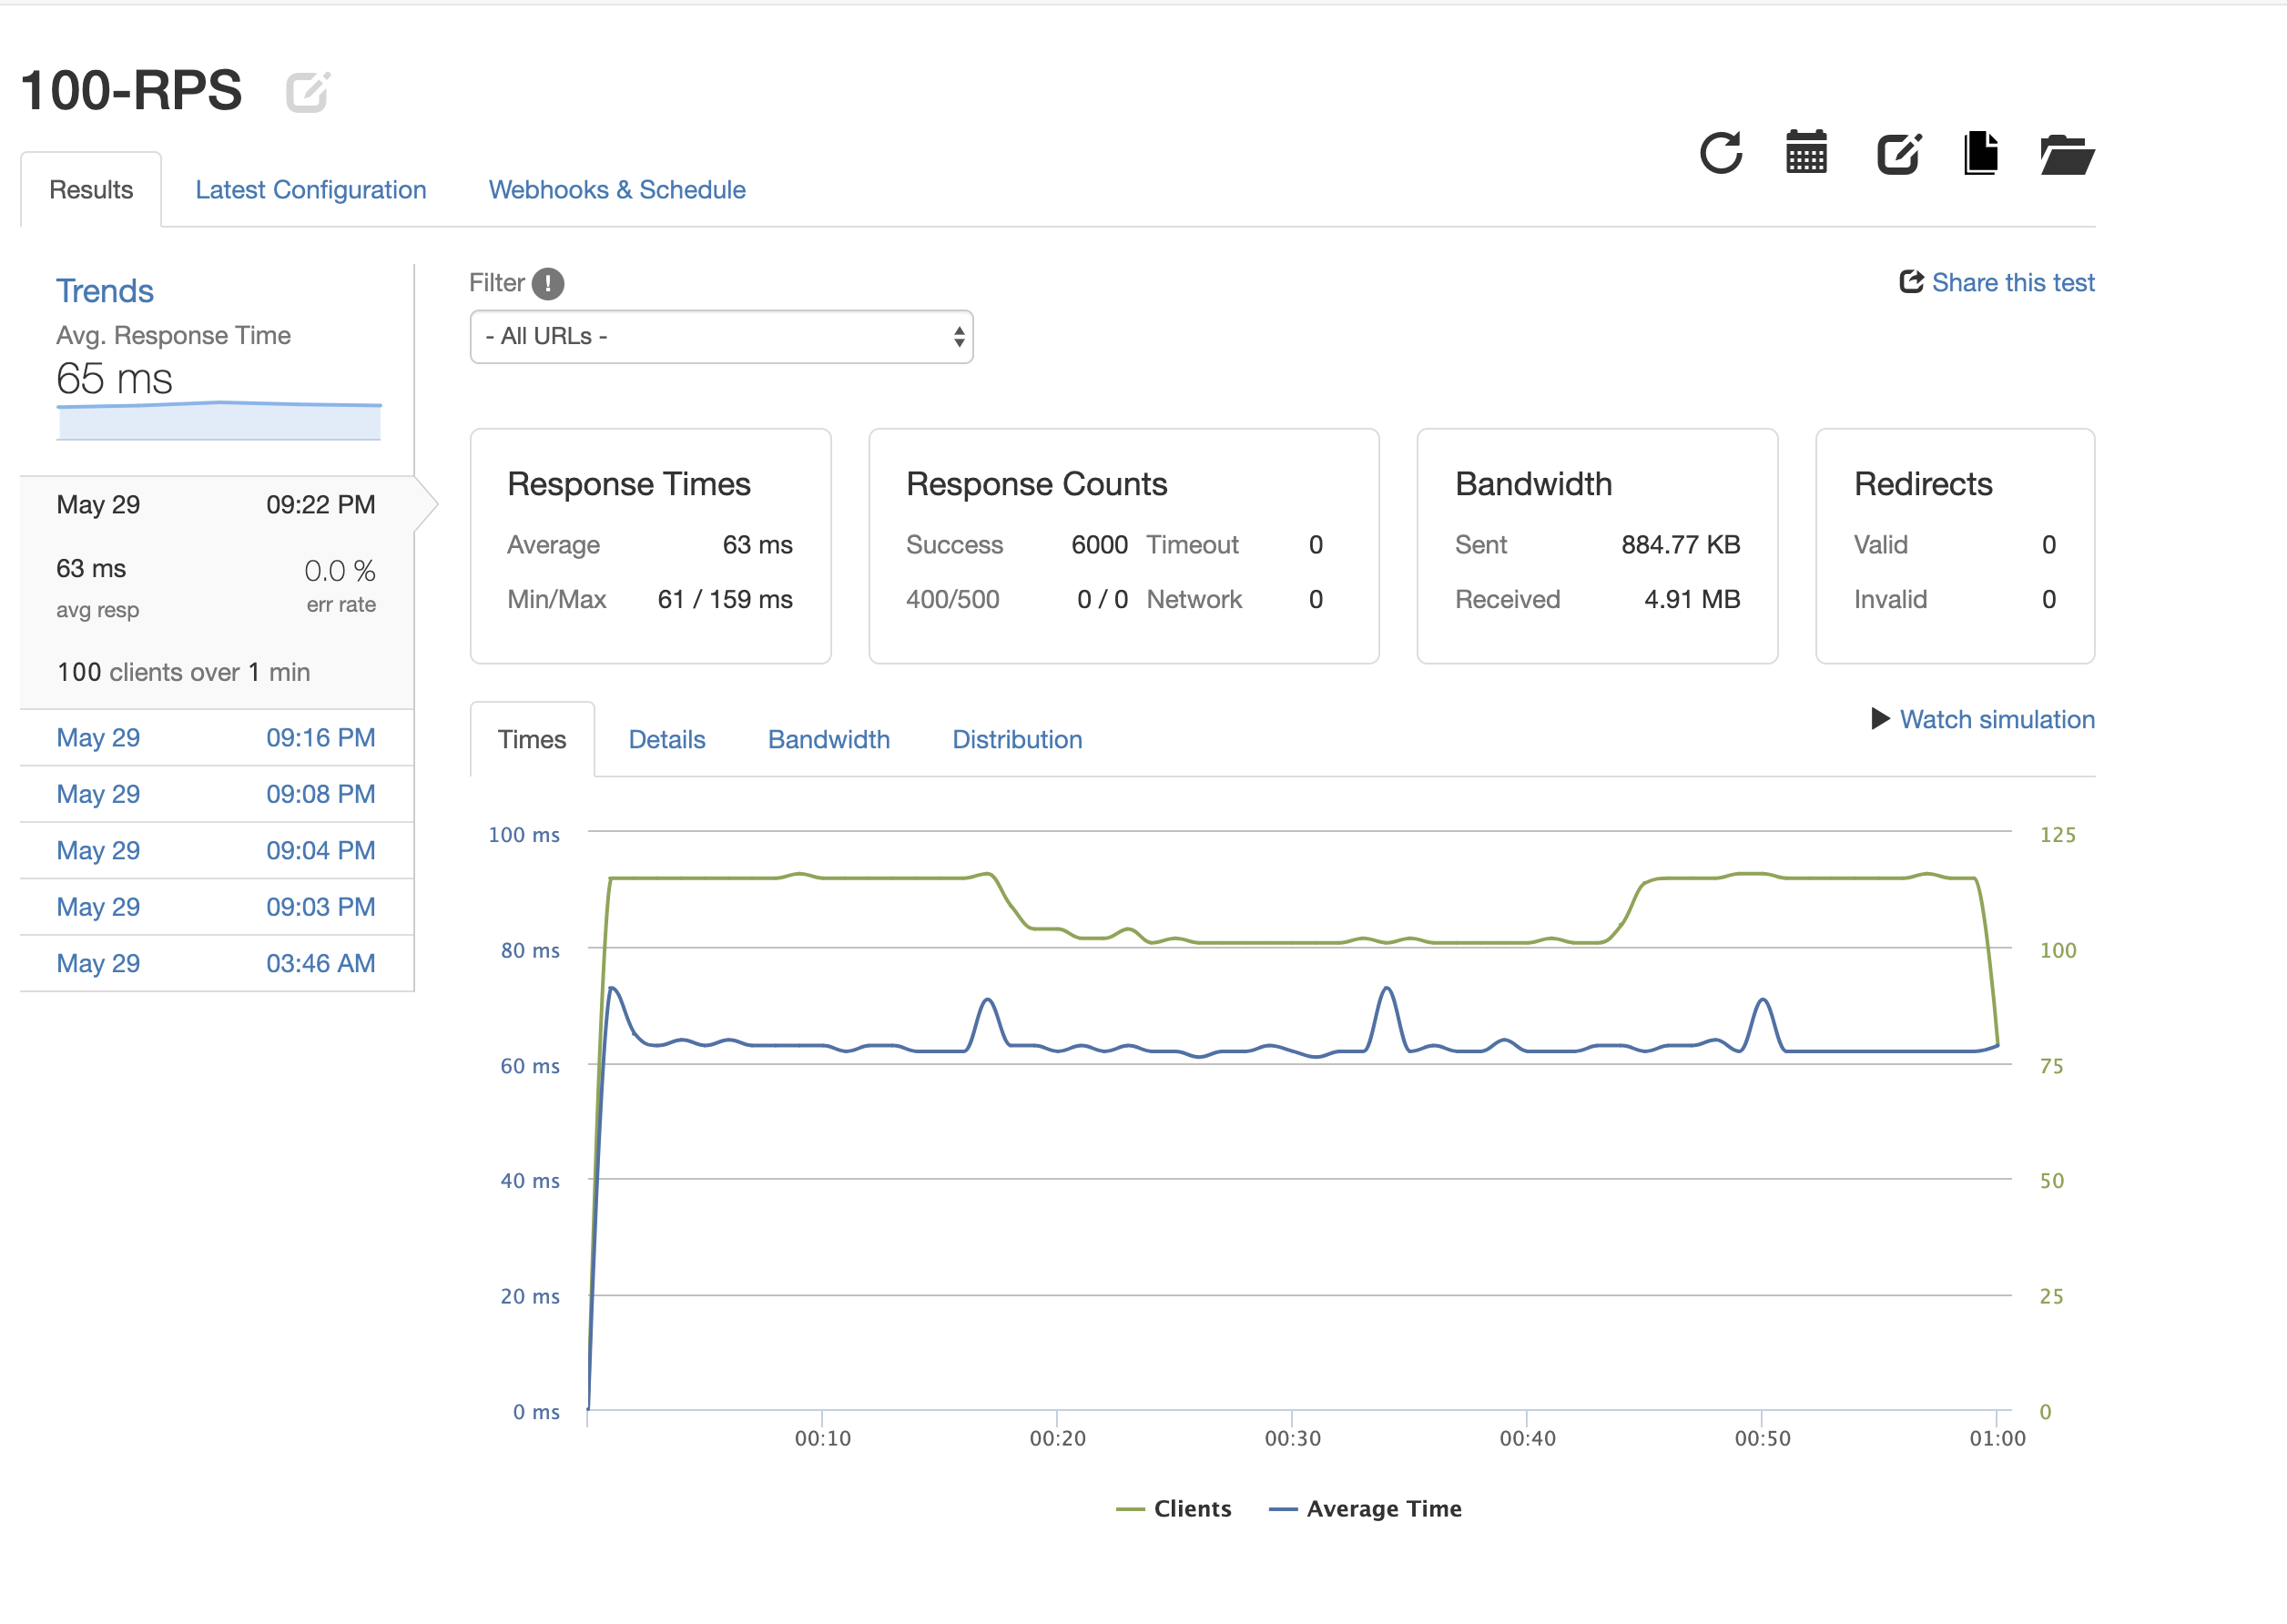 100-RPS
Results Latest Configuration Webhooks & Schedule
Trends
Avg. Response Time
65 ms
May 29 09:22 PM
63 ms 0.0 %
avg resp err rate
100 clients over 1 min
May 29 09:16 PM
May 29 09:08 PM
May 29 09:04 PM
May 29 09:03 PM
May 29 03:46 AM
Filter !
Share this test
- All URLs -
Response Times
Average 63 ms
Min/Max 61 / 159 ms
Response Counts
Success 6000 Timeout 0
400/500 0 / 0 Network 0
Bandwidth
Sent 884.77 KB
Received 4.91 MB
Redirects
Valid 0
Invalid 0
Times Details Bandwidth Distribution
Watch simulation
100 ms 125
80 ms 100
60 ms 75
40 ms 50
20 ms 25
0 ms 0
00:10 00:20 00:30 00:40 00:50 01:00
Clients Average Time